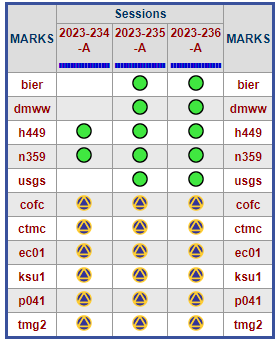 MARKS Sessions MARKS
2023-234 2023-235 2023-236
-A -A -A
bier bier
dmww dmww
h449 h449
n359 n359
usgs usgs
cofc cofc
ctmc ctmc
ec01 ec01
ksu1 ksu1
p041 p041
tmg2 tmg2